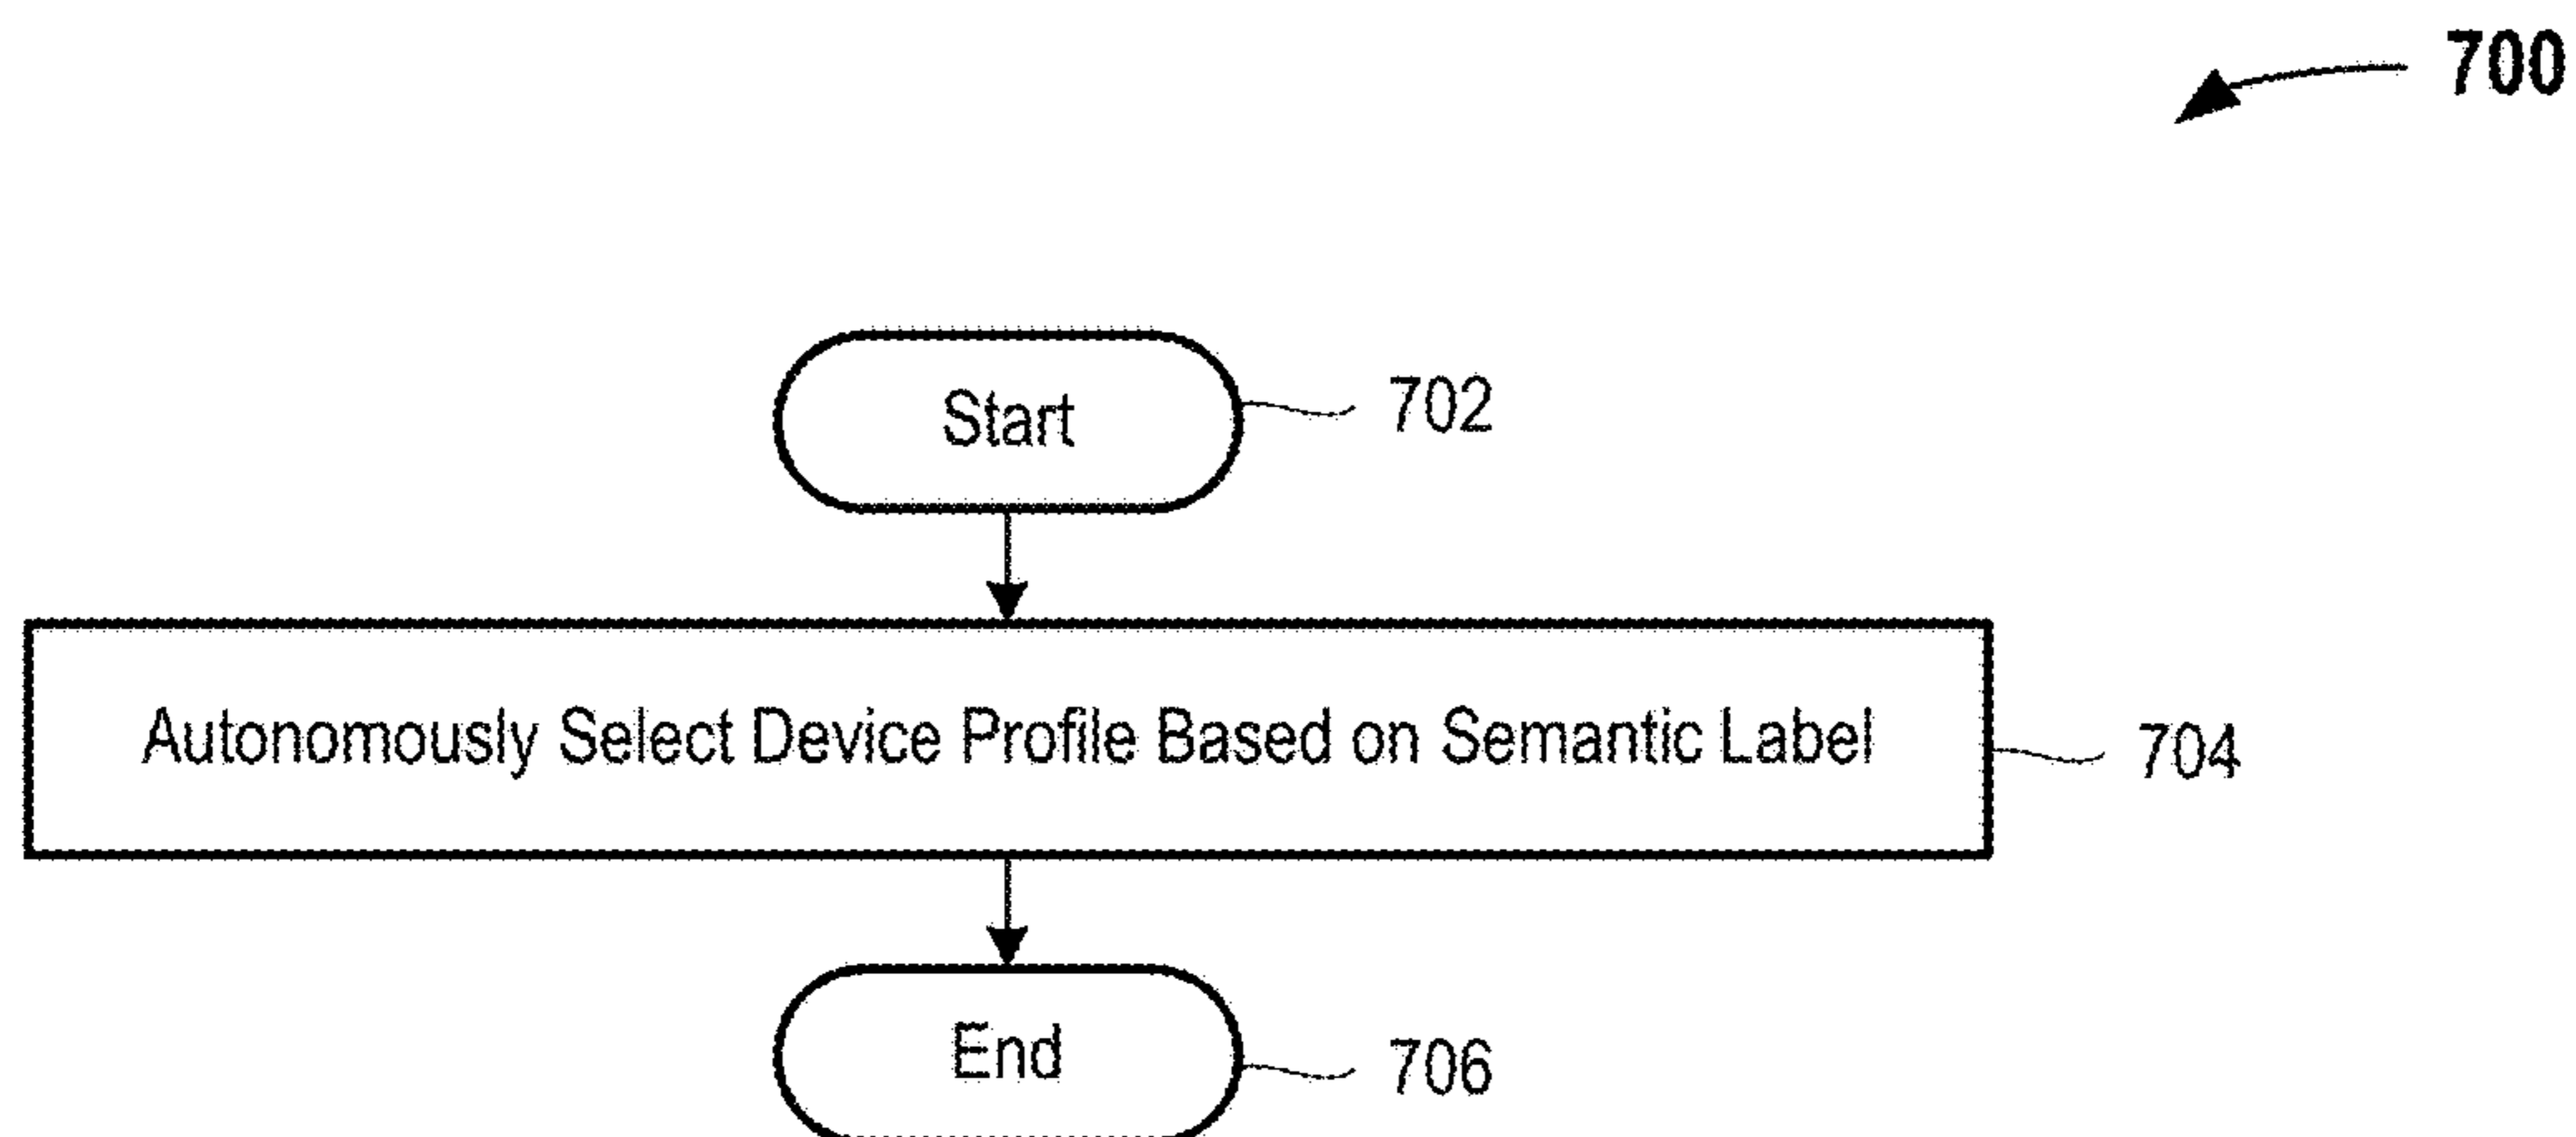 700
Start
702
Autonomously Select Device Profile Based on Semantic Label
704
End
706